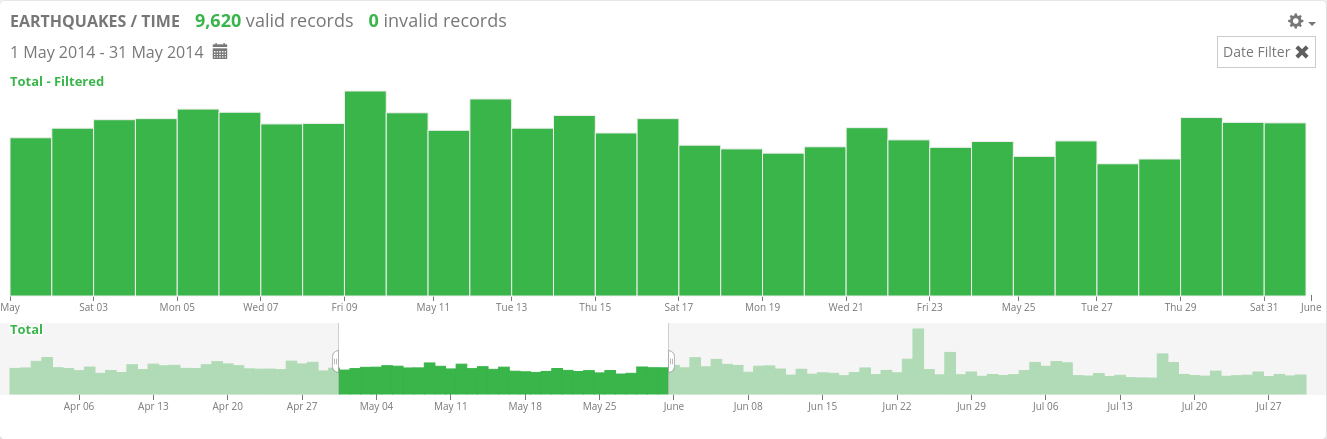 EARTHQUAKES / TIME 9,620 valid records 0 invalid records
1 May 2014 - 31 May 2014
Date Filter
Total - Filtered
May Sat 03 Mon 05 Wed 07 Fri 09 May 11 Tue 13 Thu 15 Sat 17 Mon 19 Wed 21 Fri 23 May 25 Tue 27 Thu 29 Sat 31 June
Total
Apr 06 Apr 13 Apr 20 Apr 27 May 04 May 11 May 18 May 25 June Jun 08 Jun 15 Jun 22 Jun 29 Jul 06 Jul 13 Jul 20 Jul 27